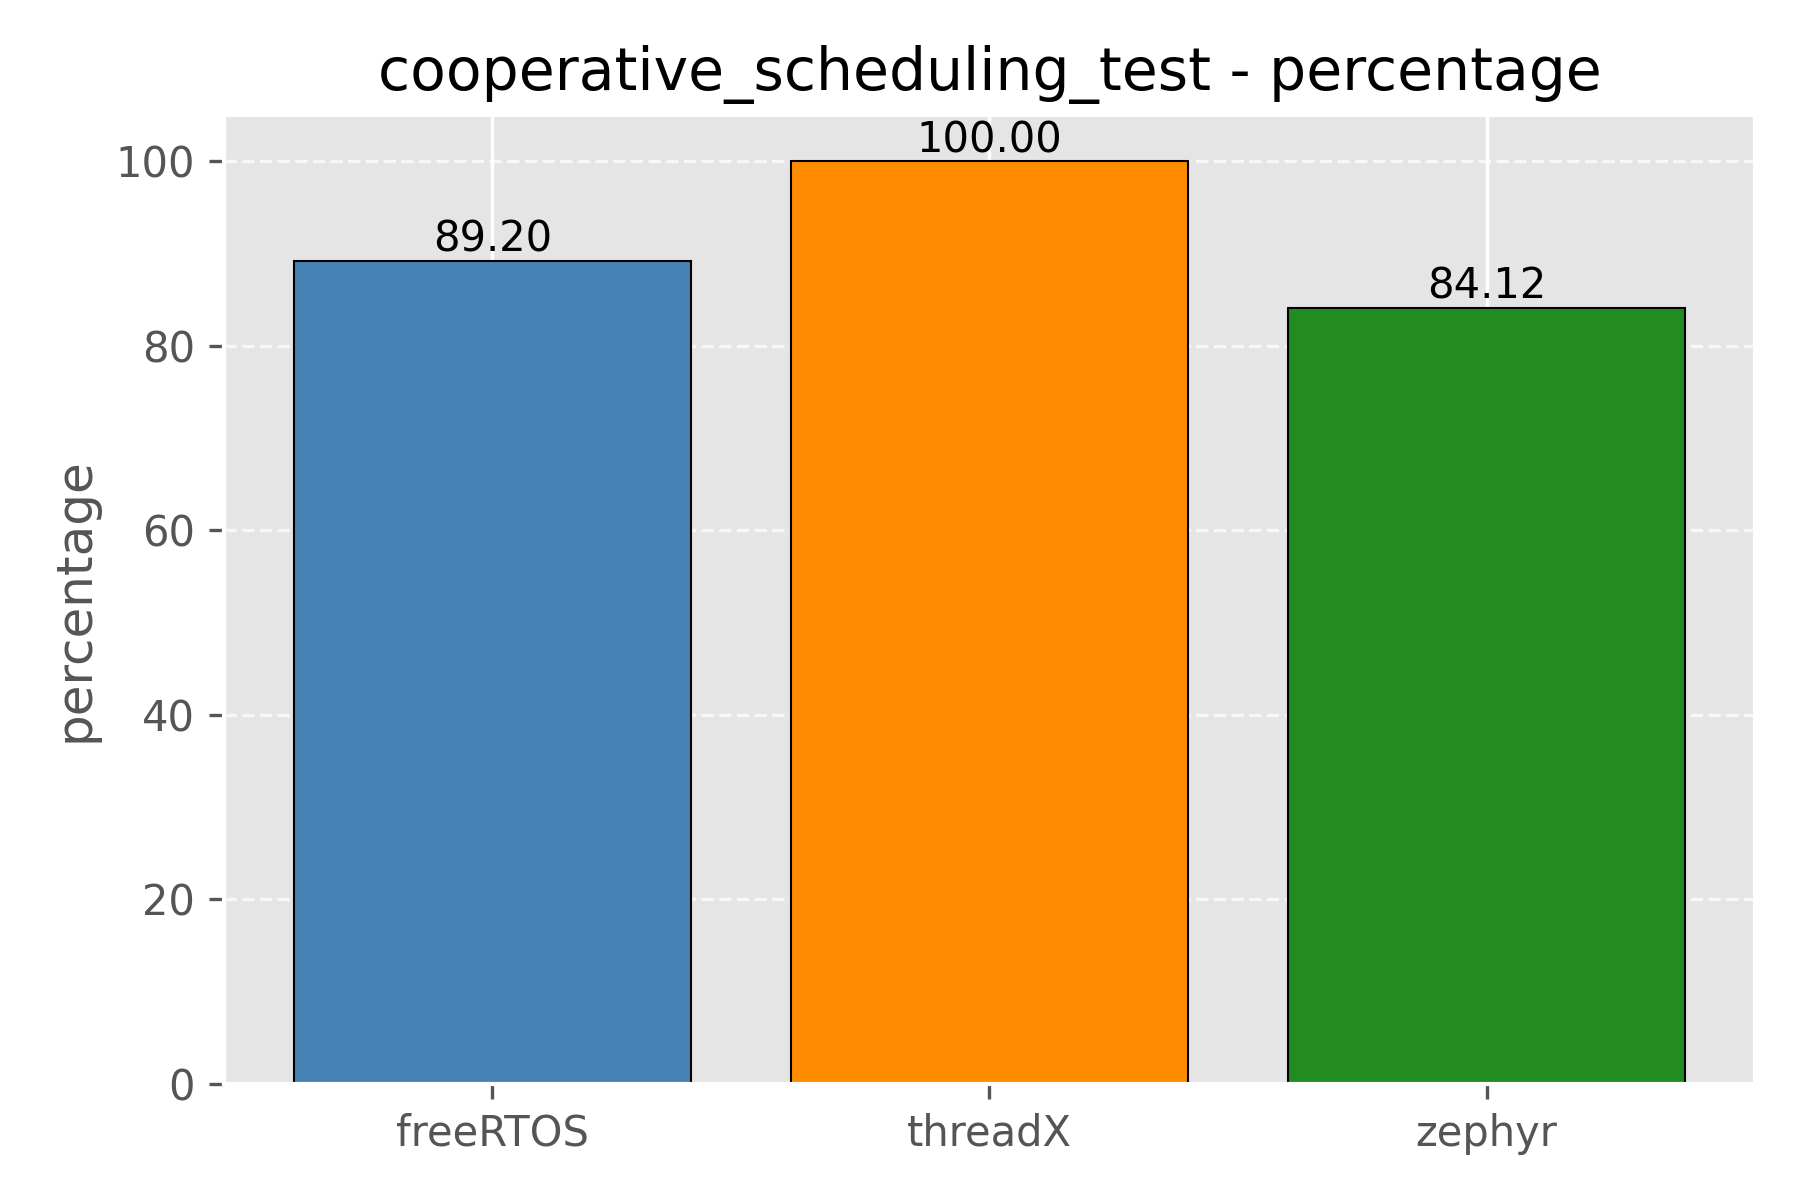 cooperative_scheduling_test - percentage
percentage
100
80
60
40
20
0
89.20
100.00
84.12
freeRTOS
threadX
zephyr